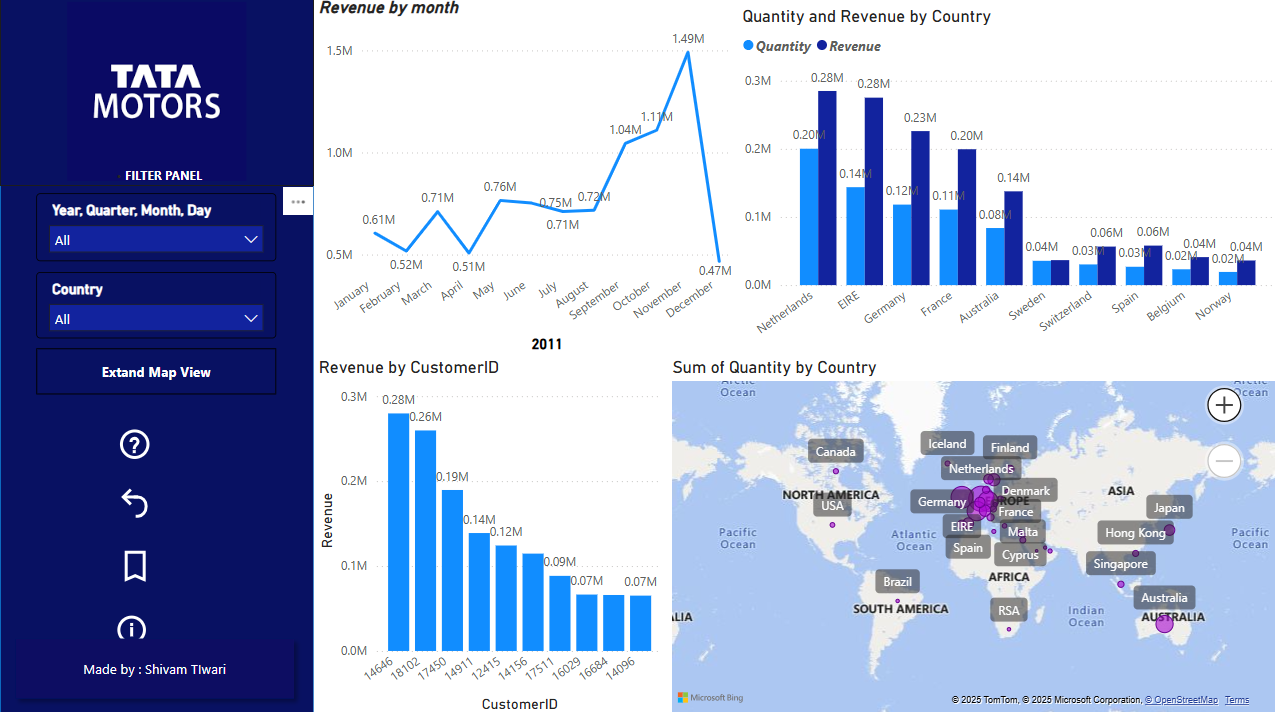 TATA
MOTORS
FILTER PANEL
Year, Quarter, Month, Day
All
Country
All
Extand Map View
Made by : Shivam TIwari
Revenue by month
1.5M
1.0M
0.5M
0.61M
0.52M
0.71M
0.51M
0.76M
0.75M
0.71M
0.72M
1.04M
1.11M
1.49M
0.47M
January
February
March
April
May
June
July
August
September
October
November
December
2011
Quantity and Revenue by Country
Quantity
Revenue
0.3M
0.2M
0.1M
0.0M
0.20M
0.28M
0.14M
0.28M
0.12M
0.23M
0.11M
0.20M
0.08M
0.14M
0.04M
0.03M
0.06M
0.03M
0.06M
0.02M
0.04M
0.02M
0.04M
Netherlands
EIRE
Germany
France
Australia
Sweden
Switzerland
Spain
Belgium
Norway
Revenue by CustomerID
Revenue
0.3M
0.2M
0.1M
0.0M
0.28M
0.26M
0.19M
0.14M
0.12M
0.09M
0.07M
0.07M
14646
18102
17450
14911
12415
14156
17511
16029
16684
14096
CustomerID
Sum of Quantity by Country
Arctic
Ocean
Arctic
Ocean
Iceland
Finland
Canada
Netherlands
NORTH AMERICA
USA
Germany
Denmark
EUROPE
France
ASIA
Japan
EIRE
Malta
Hong Kong
Pacific
Ocean
Atlantic
Ocean
Pacific
Ocean
Spain
Cyprus
Singapore
AFRICA
Brazil
SOUTH AMERICA
RSA
Indian
Ocean
Australia
AUSTRALIA
ALIA
Microsoft Bing
© 2025 TomTom, © 2025 Microsoft Corporation, © OpenStreetMap Terms